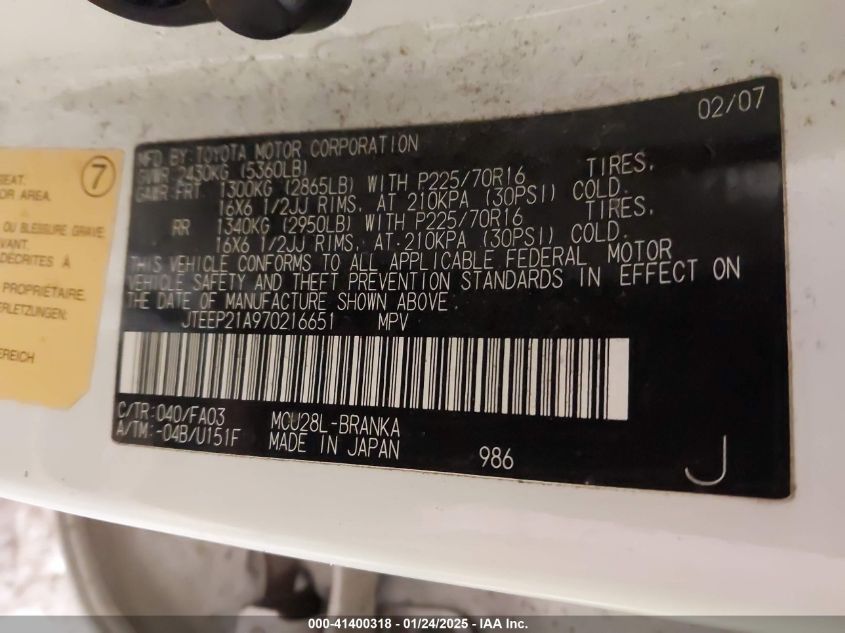 02/07
MFD. BY: TOYOTA MOTOR CORPORATION
GVWR 2430KG (5360LB)
GAWR FRT. 1300KG (2865LB) WITH P225/70R16 TIRES,
16X6 1/2JJ RIMS, AT 210KPA (30PSI) COLD.
RR 1340KG (2950LB) WITH P225/70R16 TIRES,
16X6 1/2JJ RIMS, AT 210KPA (30PSI) COLD.
THIS VEHICLE CONFORMS TO ALL APPLICABLE FEDERAL MOTOR
VEHICLE SAFETY AND THEFT PREVENTION STANDARDS IN EFFECT ON
THE DATE OF MANUFACTURE SHOWN ABOVE.
JTEEP21A970216651 MPV
C/TR:040/FA03 MCU28L-BRANKA
A/TM:-04B/U151F MADE IN JAPAN 986
J
7
SEAT.
OR AREA.
OU BLESSURE GRAVE
AVANT.
DÉCRITES À
PROPRIÉTAIRE.
ERLETZUNGEN.
EREICH
000-41400318 - 01/24/2025 - IAA Inc.